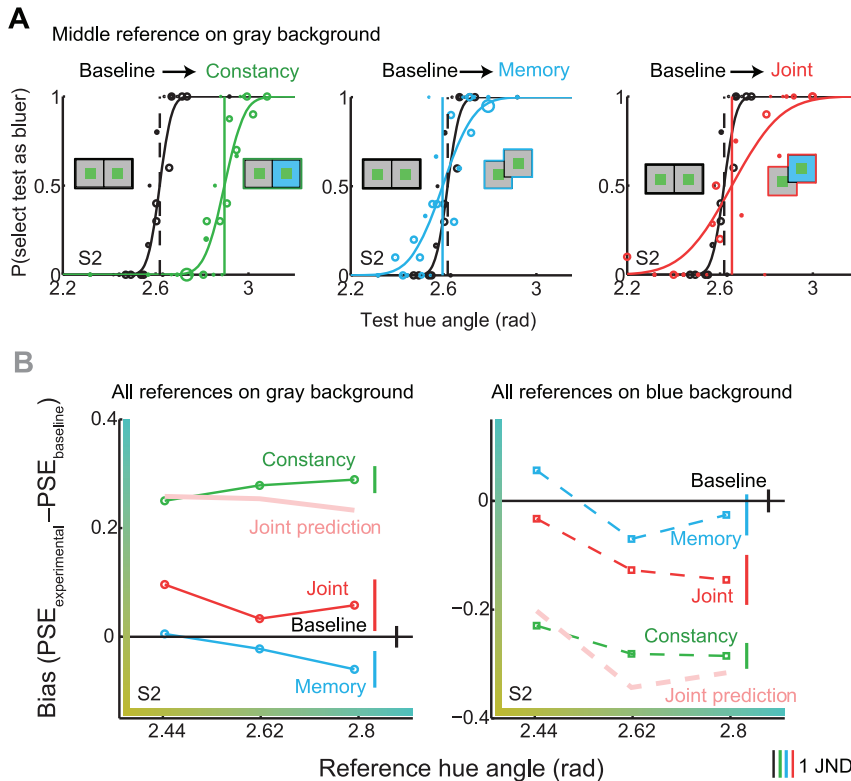 A
Middle reference on gray background
Baseline → Constancy
Baseline → Memory
Baseline → Joint
P(select test as bluer)
1
0.5
0
S2
2.2 2.6 3
1
0.5
0
S2
2.2 2.6 3
1
0.5
0
S2
2.2 2.6 3
Test hue angle (rad)
B
All references on gray background
All references on blue background
Bias (PSEexperimental−PSEbaseline)
0.4
0.2
0
Constancy
Joint prediction
Joint
Baseline
Memory
S2
2.44 2.62 2.8
0
−0.2
−0.4
Baseline
Memory
Joint
Constancy
Joint prediction
S2
2.44 2.62 2.8
Reference hue angle (rad)
1 JND